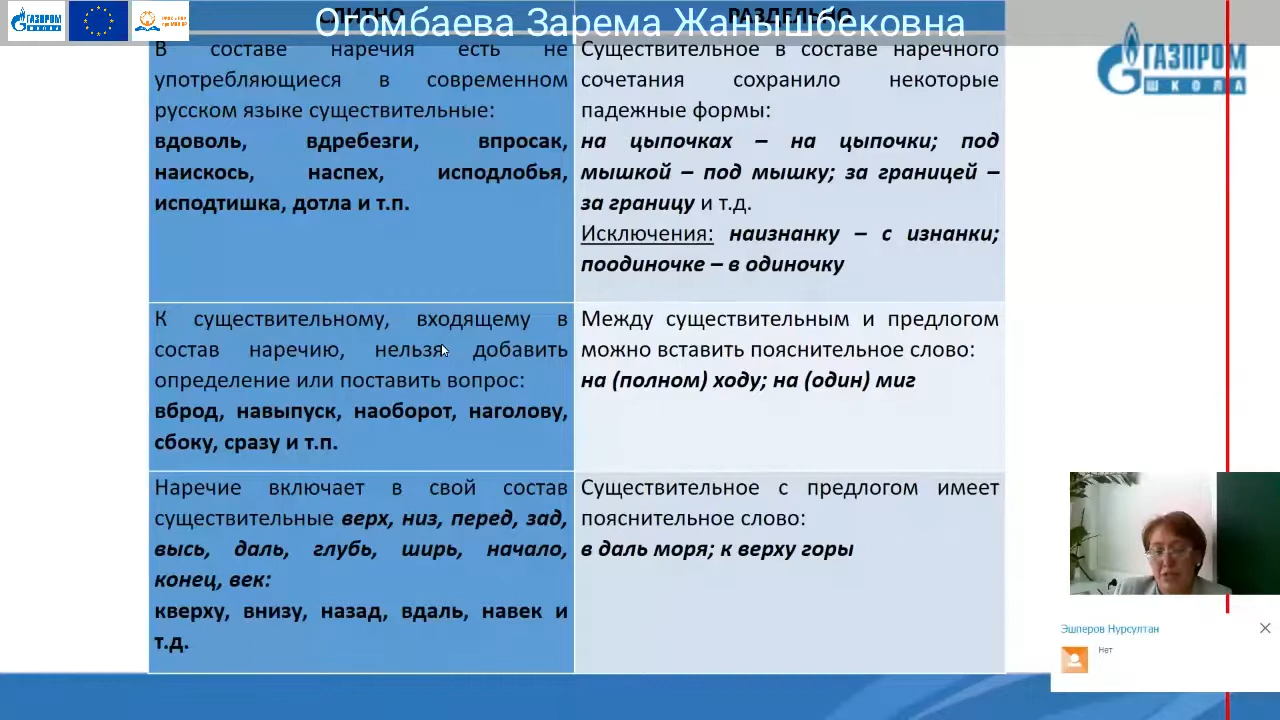 Огомбаева Зарема Жанышбековна
СЛИТНО
РАЗДЕЛЬНО
В составе наречия есть не
употребляющиеся в современном
русском языке существительные:
вдоволь, вдребезги, впросак,
наискось, наспех, исподлобья,
исподтишка, дотла и т.п.
Существительное в составе наречного
сочетания сохранило некоторые
падежные формы:
на цыпочках – на цыпочки; под
мышкой – под мышку; за границей –
за границу и т.д.
Исключения: наизнанку – с изнанки;
поодиночке – в одиночку
К существительному, входящему в
состав наречию, нельзя добавить
определение или поставить вопрос:
вброд, навыпуск, наоборот, наголову,
сбоку, сразу и т.п.
Между существительным и предлогом
можно вставить пояснительное слово:
на (полном) ходу; на (один) миг
Наречие включает в свой состав
существительные верх, низ, перед, зад,
высь, даль, глубь, ширь, начало,
конец, век:
кверху, внизу, назад, вдаль, навек и
т.д.
Существительное с предлогом имеет
пояснительное слово:
в даль моря; к верху горы
ГАЗПРОМ
ШКОЛА
ГАЗПРОМ
ШКОЛА
Эшперов Нурсултан
Нет